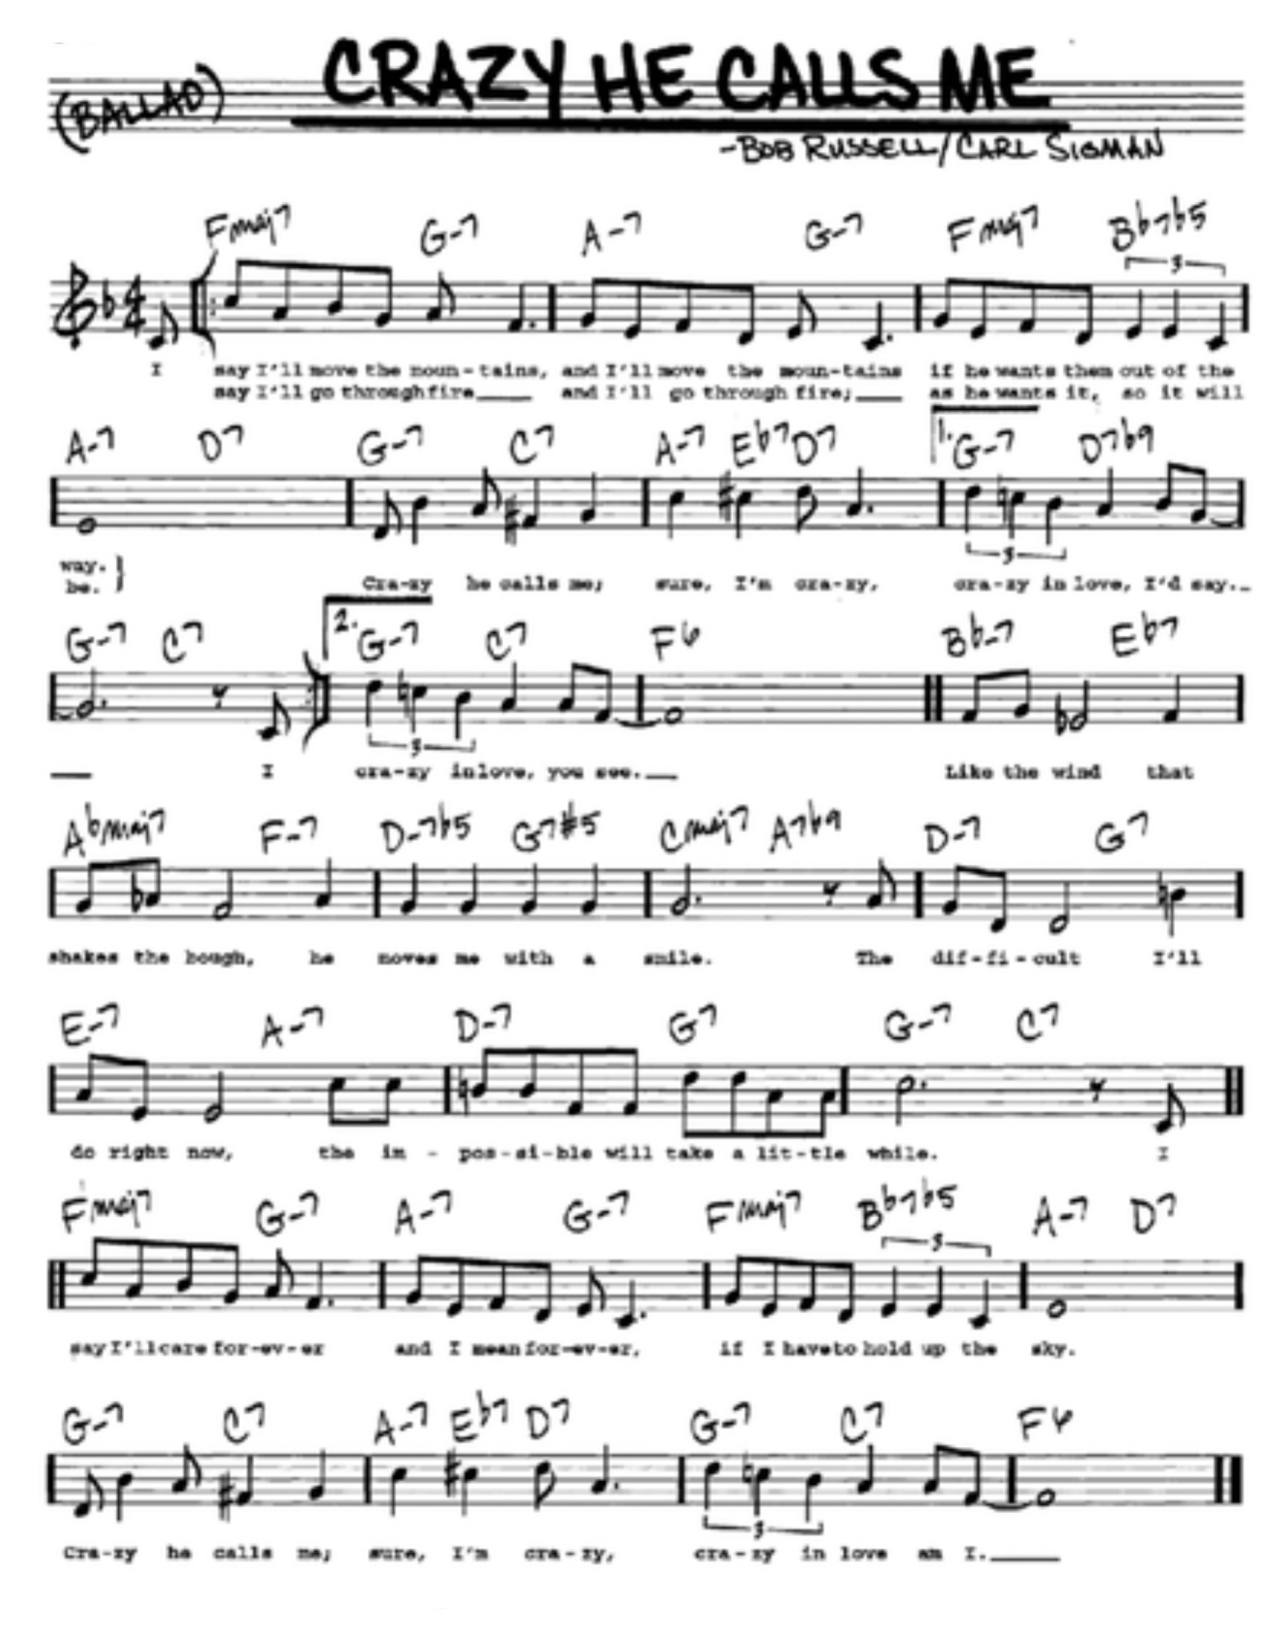 CRAZY HE CALLS ME
(BALLAD)
-BOB RUSSELL/CARL SIGMAN
Fmaj7 G-7 A-7 G-7 Fmaj7 Bb7b5
3
I say I'll move the moun-tains, and I'll move the moun-tains if he wants them out of the
say I'll go through fire____ and I'll go through fire;____ as he wants it, so it will
A-7 D7 G-7 C7 A-7 Eb7 D7 1. G-7 D7b9
way. }
be. } Cra-zy he calls me; sure, I'm cra-zy, cra-zy in love, I'd say._
3
G-7 C7 2. G-7 C7 F6 Bb-7 Eb7
3
___ I cra-zy in love, you see.___ Like the wind that
Abmaj7 F-7 D-7b5 G7#5 Cmaj7 A7b9 D-7 G7
shakes the bough, he moves me with a smile. The dif-fi-cult I'll
E-7 A-7 D-7 G7 G-7 C7
do right now, the im-pos-si-ble will take a lit-tle while. I
Fmaj7 G-7 A-7 G-7 Fmaj7 Bb7b5 A-7 D7
3
say I'll care for-ev-er and I mean for-ev-er, if I have to hold up the sky.
G-7 C7 A-7 Eb7 D7 G-7 C7 F6
3
Cra-zy he calls me; sure, I'm cra-zy, cra-zy in love am I.____